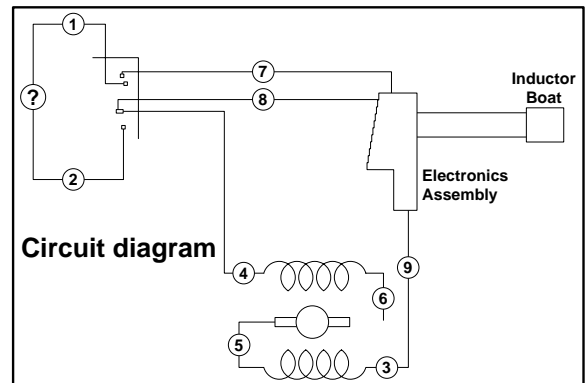 1
7
8
?
2
Inductor
Boat
Electronics
Assembly
Circuit diagram
4
9
6
5
3